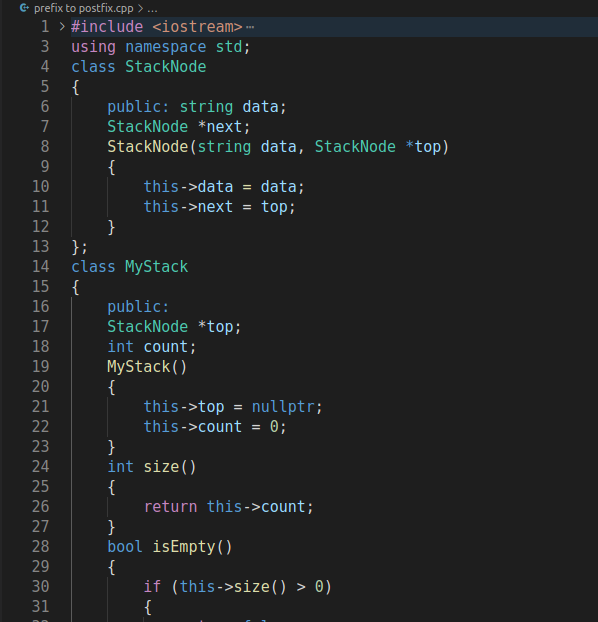 prefix to postfix.cpp > ...
1 > #include <iostream> ...
3 using namespace std;
4 class StackNode
5 {
6     public: string data;
7     StackNode *next;
8     StackNode(string data, StackNode *top)
9     {
10         this->data = data;
11         this->next = top;
12     }
13 };
14 class MyStack
15 {
16     public:
17     StackNode *top;
18     int count;
19     MyStack()
20     {
21         this->top = nullptr;
22         this->count = 0;
23     }
24     int size()
25     {
26         return this->count;
27     }
28     bool isEmpty()
29     {
30         if (this->size() > 0)
31         {